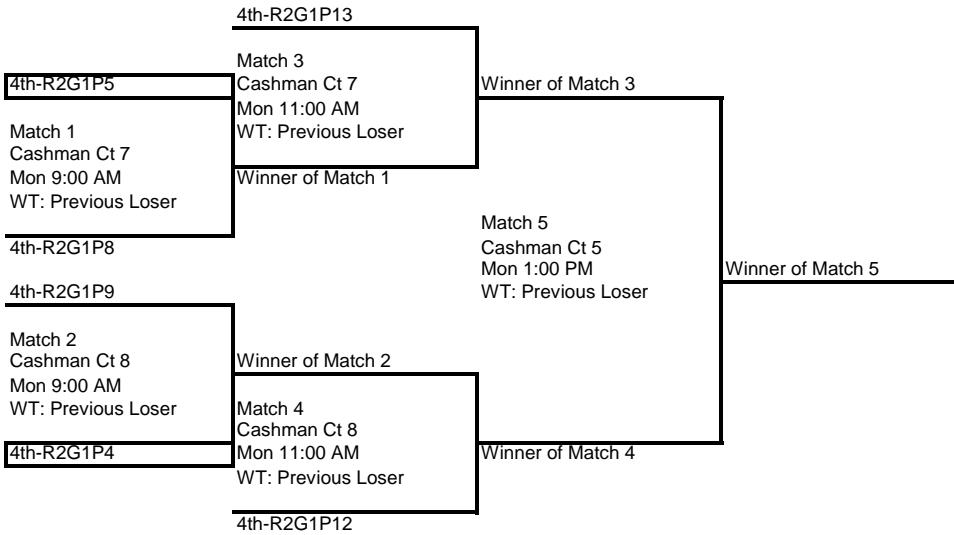 4th-R2G1P13
Match 3
Cashman Ct 7
Mon 11:00 AM
WT: Previous Loser
4th-R2G1P5
Winner of Match 3
Match 1
Cashman Ct 7
Mon 9:00 AM
WT: Previous Loser
Winner of Match 1
4th-R2G1P8
Match 5
Cashman Ct 5
Mon 1:00 PM
WT: Previous Loser
Winner of Match 5
4th-R2G1P9
Match 2
Cashman Ct 8
Mon 9:00 AM
WT: Previous Loser
Winner of Match 2
4th-R2G1P4
Match 4
Cashman Ct 8
Mon 11:00 AM
WT: Previous Loser
Winner of Match 4
4th-R2G1P12